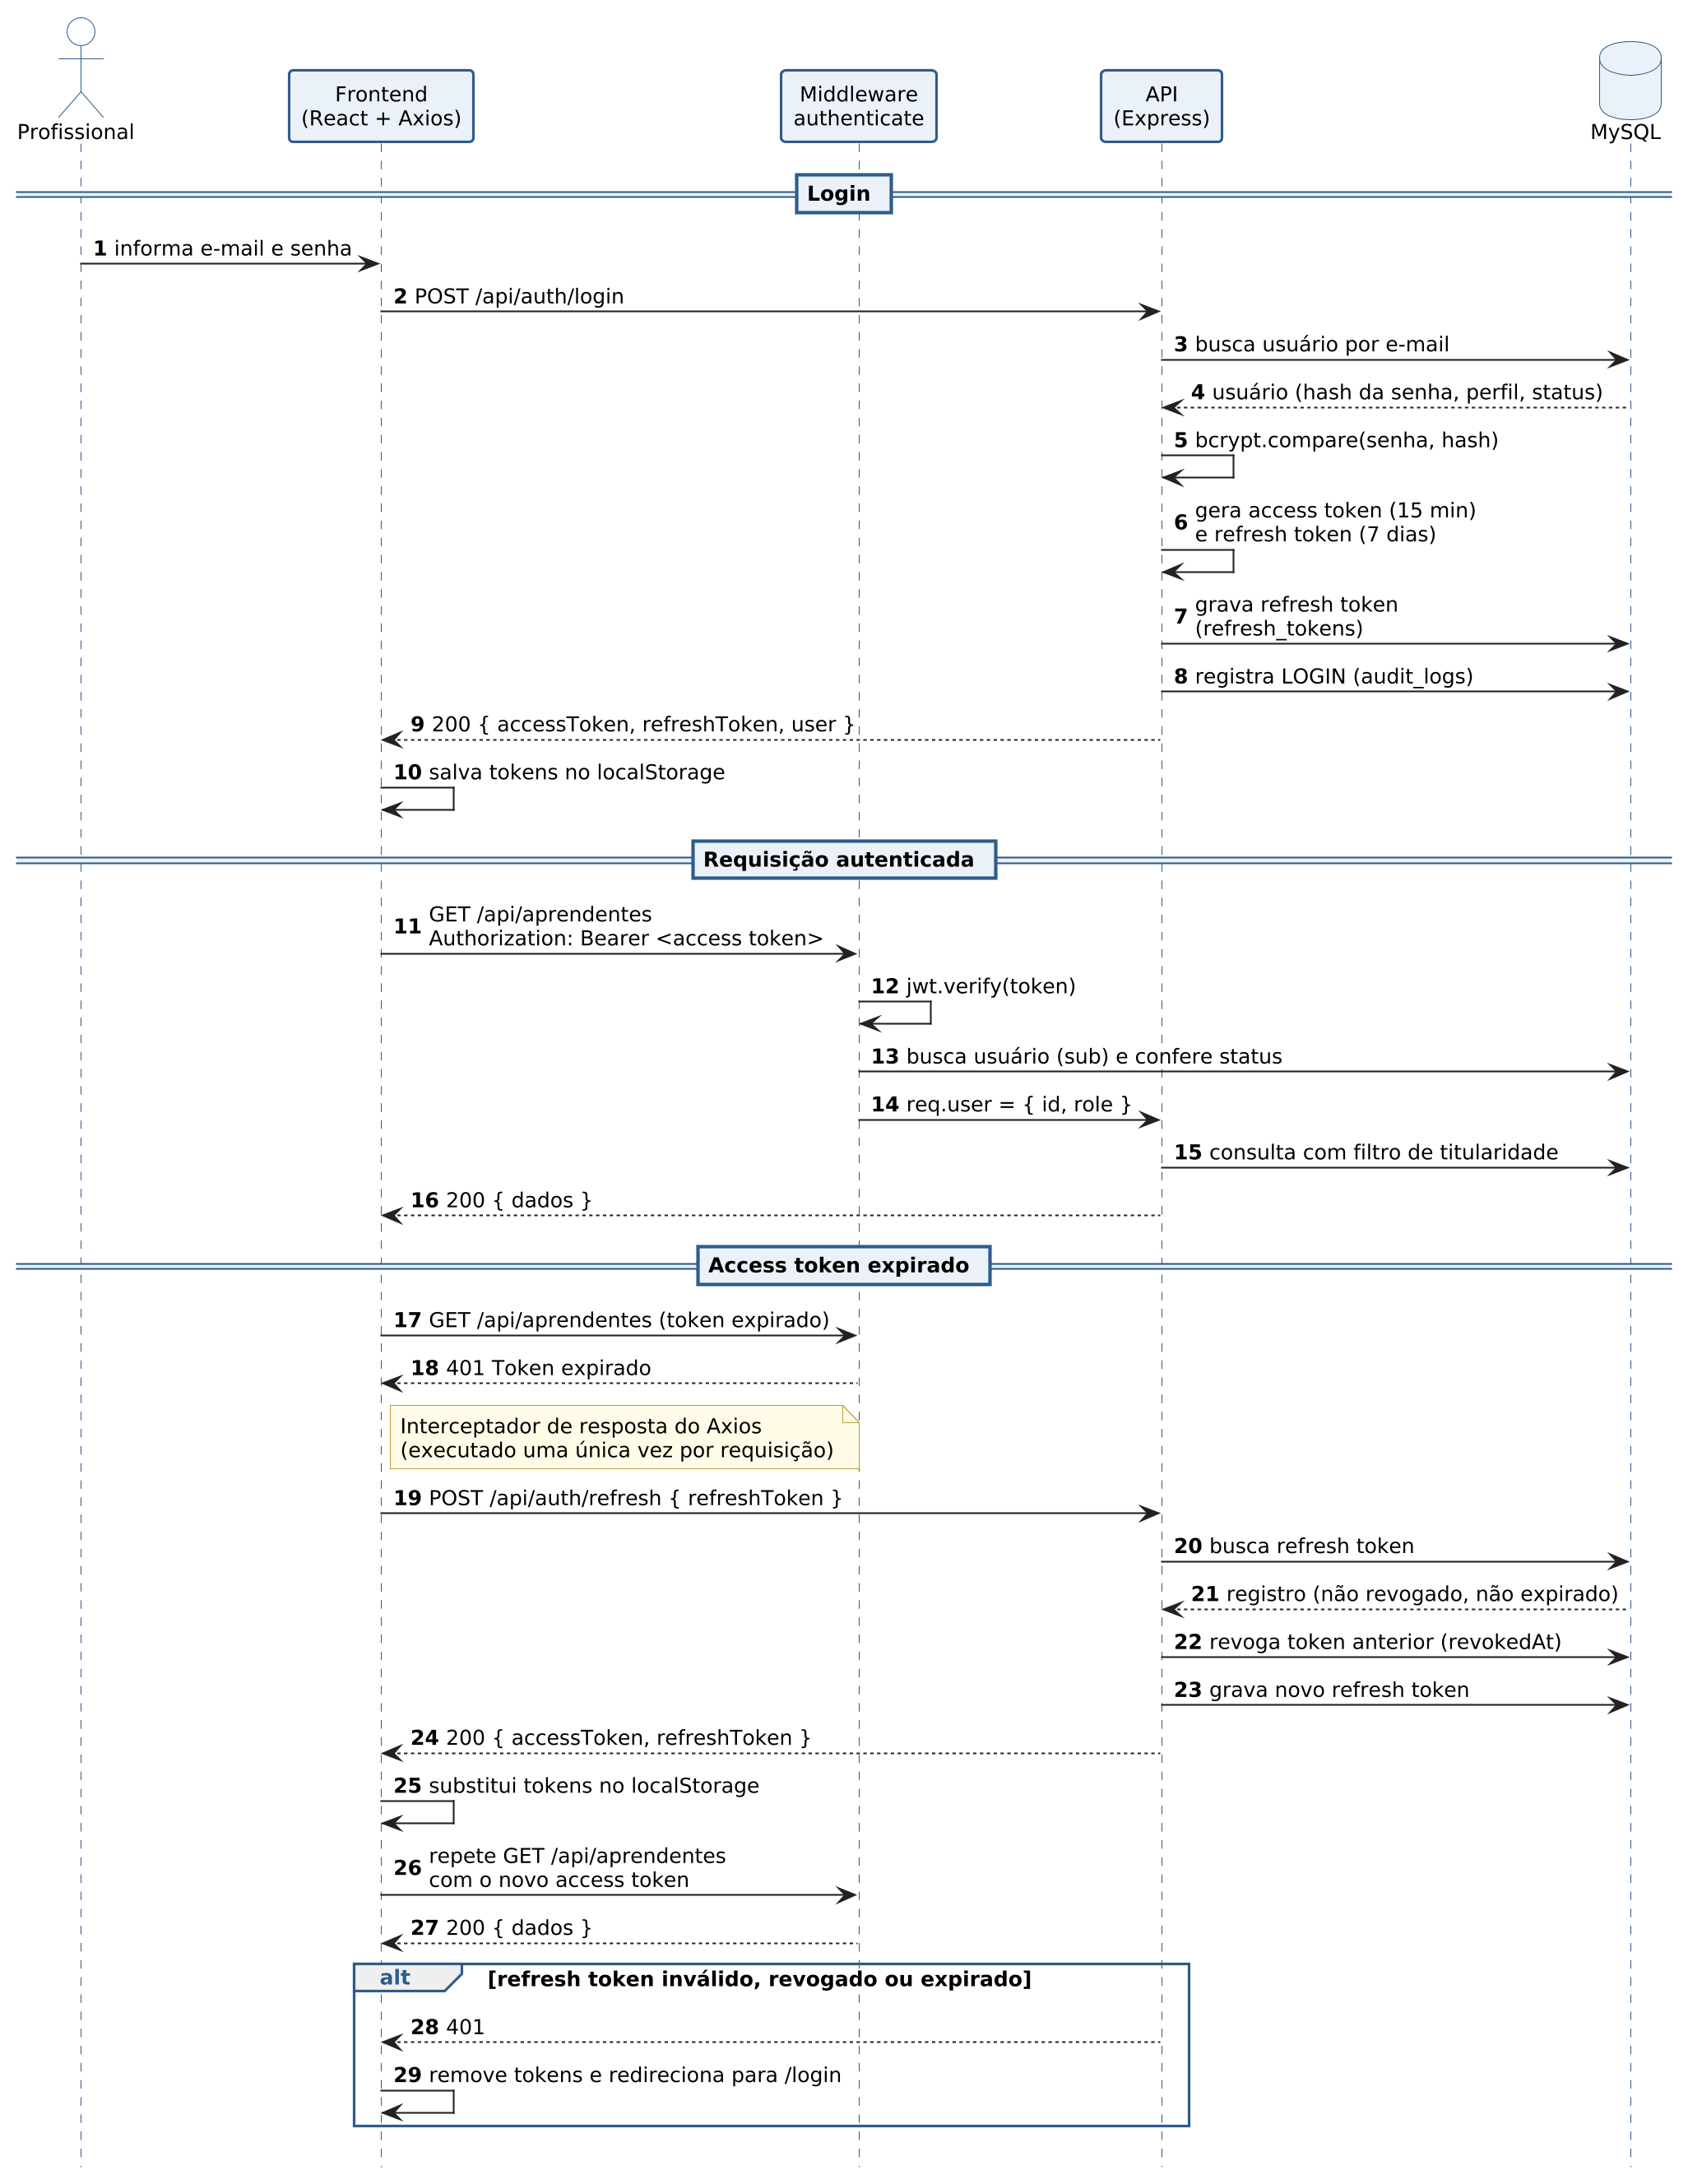 Profissional
Frontend
(React + Axios)
Middleware
authenticate
API
(Express)
MySQL
Login
1 informa e-mail e senha
2 POST /api/auth/login
3 busca usuário por e-mail
4 usuário (hash da senha, perfil, status)
5 bcrypt.compare(senha, hash)
6 gera access token (15 min)
e refresh token (7 dias)
7 grava refresh token
(refresh_tokens)
8 registra LOGIN (audit_logs)
9 200 { accessToken, refreshToken, user }
10 salva tokens no localStorage
Requisição autenticada
11 GET /api/aprendentes
Authorization: Bearer <access token>
12 jwt.verify(token)
13 busca usuário (sub) e confere status
14 req.user = { id, role }
15 consulta com filtro de titularidade
16 200 { dados }
Access token expirado
17 GET /api/aprendentes (token expirado)
18 401 Token expirado
Interceptador de resposta do Axios
(executado uma única vez por requisição)
19 POST /api/auth/refresh { refreshToken }
20 busca refresh token
21 registro (não revogado, não expirado)
22 revoga token anterior (revokedAt)
23 grava novo refresh token
24 200 { accessToken, refreshToken }
25 substitui tokens no localStorage
26 repete GET /api/aprendentes
com o novo access token
27 200 { dados }
alt [refresh token inválido, revogado ou expirado]
28 401
29 remove tokens e redireciona para /login